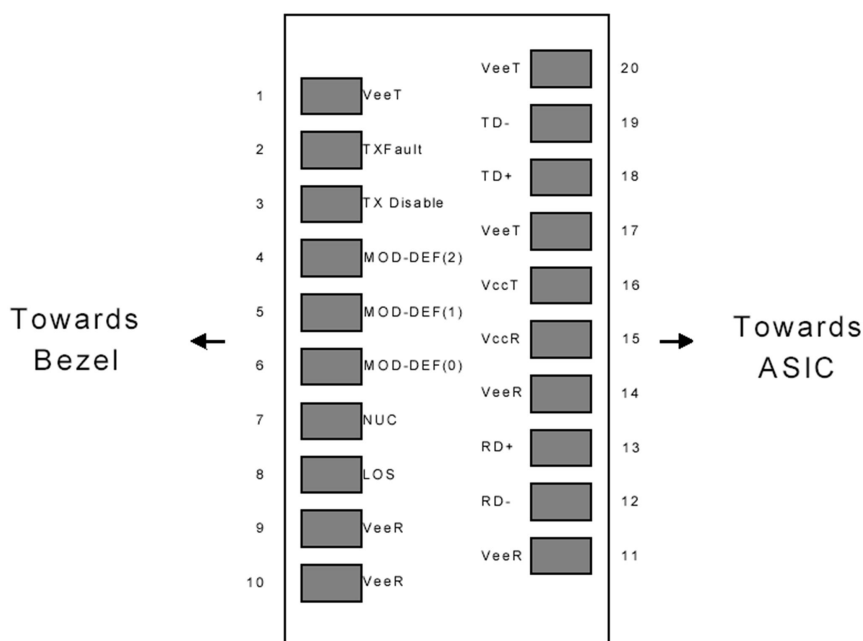 VeeT 20
1 VeeT
TD- 19
2 TXFault
TD+ 18
3 TX Disable
VeeT 17
4 MOD-DEF(2)
VccT 16
5 MOD-DEF(1)
Towards
Bezel
VccR 15
Towards
ASIC
6 MOD-DEF(0)
VeeR 14
7 NUC
RD+ 13
8 LOS
RD- 12
9 VeeR
VeeR 11
10 VeeR